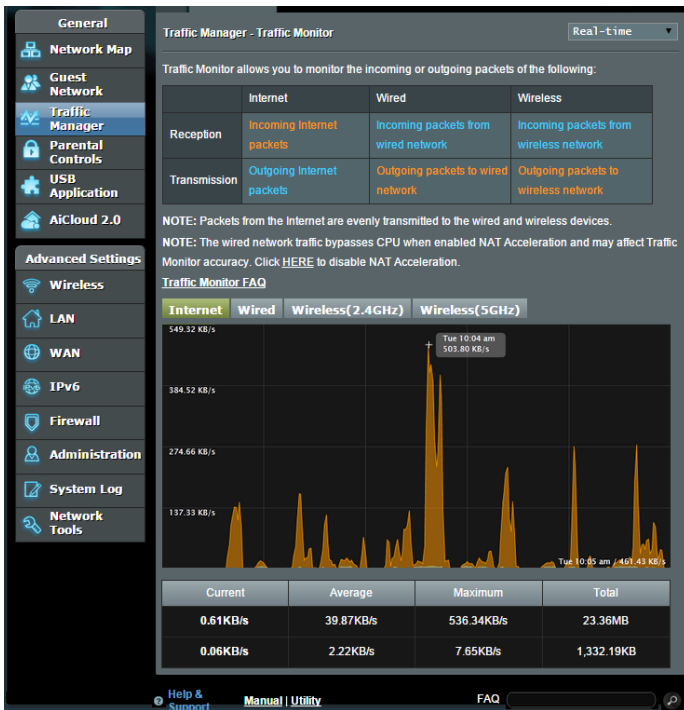 General
Network Map
Guest
Network
Traffic
Manager
Parental
Controls
USB
Application
AiCloud 2.0
Advanced Settings
Wireless
LAN
WAN
IPv6
Firewall
Administration
System Log
Network
Tools
Traffic Manager - Traffic Monitor
Real-time
Traffic Monitor allows you to monitor the incoming or outgoing packets of the following:
Internet Wired Wireless
Reception
Incoming Internet
packets
Incoming packets from
wired network
Incoming packets from
wireless network
Transmission
Outgoing Internet
packets
Outgoing packets to wired
network
Outgoing packets to
wireless network
NOTE: Packets from the Internet are evenly transmitted to the wired and wireless devices.
NOTE: The wired network traffic bypasses CPU when enabled NAT Acceleration and may affect Traffic
Monitor accuracy. Click HERE to disable NAT Acceleration.
Traffic Monitor FAQ
Internet Wired Wireless(2.4GHz) Wireless(5GHz)
549.32 KB/s
Tue 10:04 am
503.80 KB/s
384.52 KB/s
274.66 KB/s
137.33 KB/s
Tue 10:05 am / 461.43 KB/s
Current Average Maximum Total
0.61KB/s 39.87KB/s 536.34KB/s 23.36MB
0.06KB/s 2.22KB/s 7.65KB/s 1,332.19KB
Help &
Support
Manual | Utility
FAQ